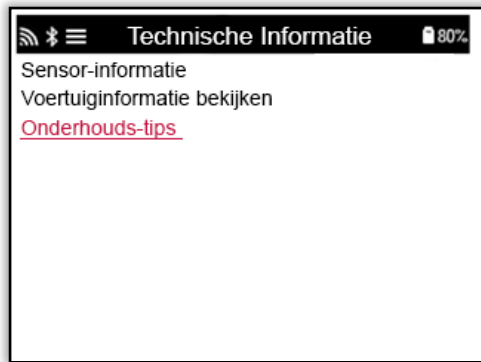 Technische Informatie 80%
Sensor-informatie
Voertuiginformatie bekijken
Onderhouds-tips